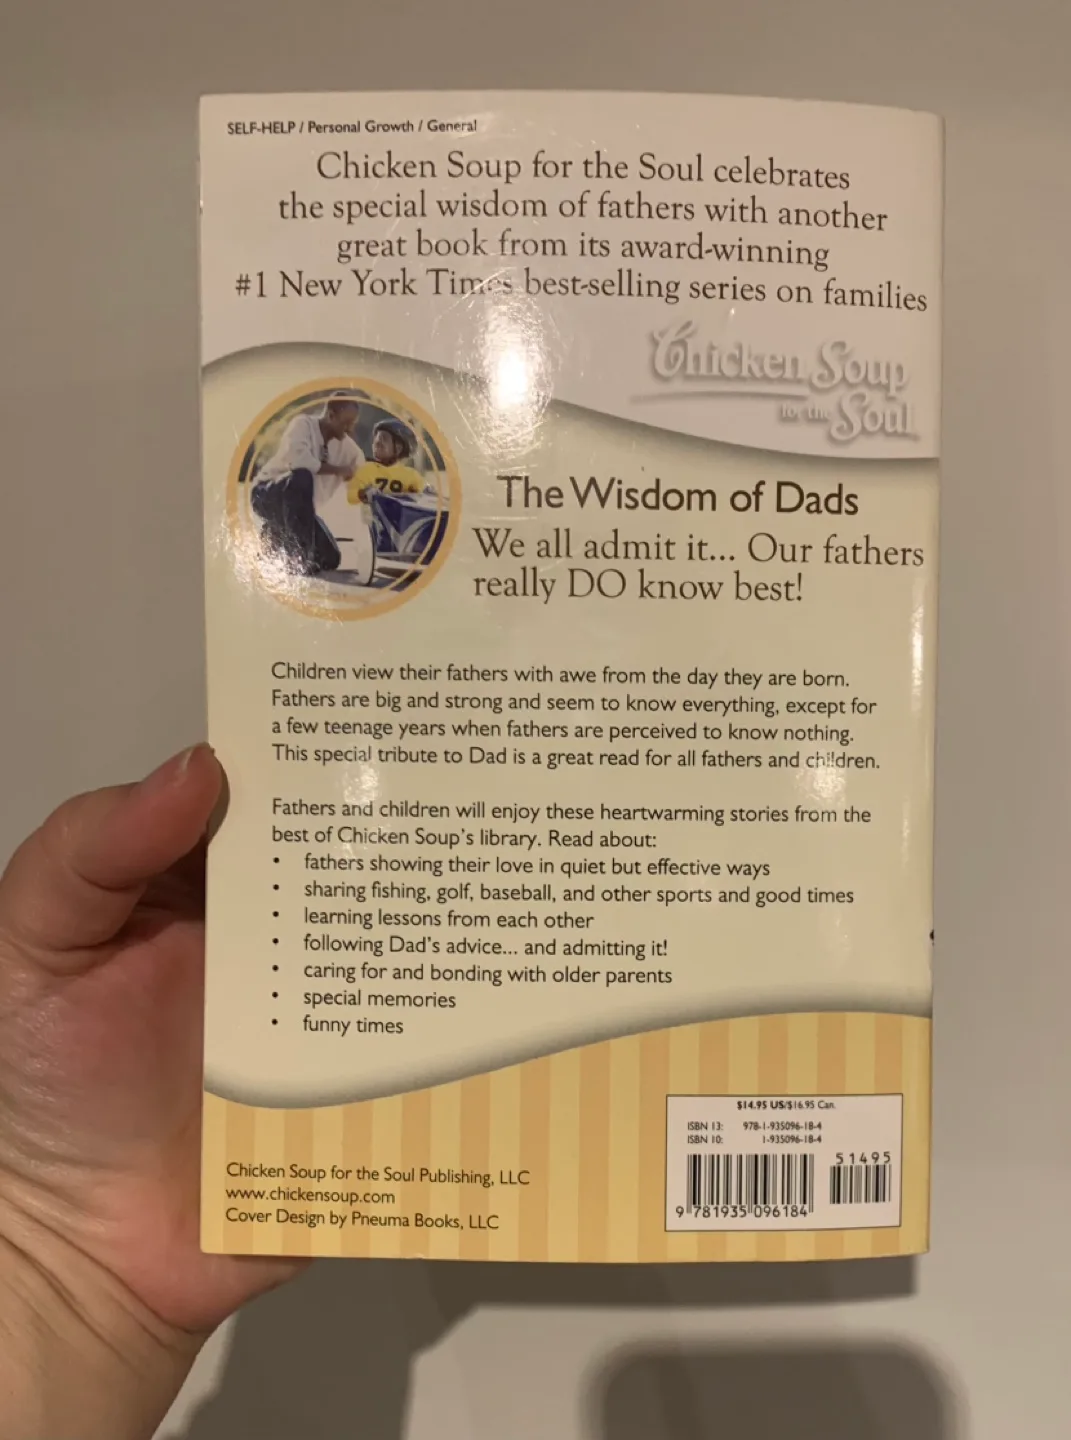 SELF-HELP / Personal Growth / General
Chicken Soup for the Soul celebrates
the special wisdom of fathers with another
great book from its award-winning
#1 New York Times best-selling series on families
Chicken Soup
for the Soul
79
The Wisdom of Dads
We all admit it... Our fathers
really DO know best!
Children view their fathers with awe from the day they are born.
Fathers are big and strong and seem to know everything, except for
a few teenage years when fathers are perceived to know nothing.
This special tribute to Dad is a great read for all fathers and children.
Fathers and children will enjoy these heartwarming stories from the
best of Chicken Soup's library. Read about:
• fathers showing their love in quiet but effective ways
• sharing fishing, golf, baseball, and other sports and good times
• learning lessons from each other
• following Dad's advice... and admitting it!
• caring for and bonding with older parents
• special memories
• funny times
Chicken Soup for the Soul Publishing, LLC
www.chickensoup.com
Cover Design by Pneuma Books, LLC
$14.95 US/$16.95 Can.
ISBN 13: 978-1-935096-18-4
ISBN 10: 1-935096-18-4
51495
9 781935 096184